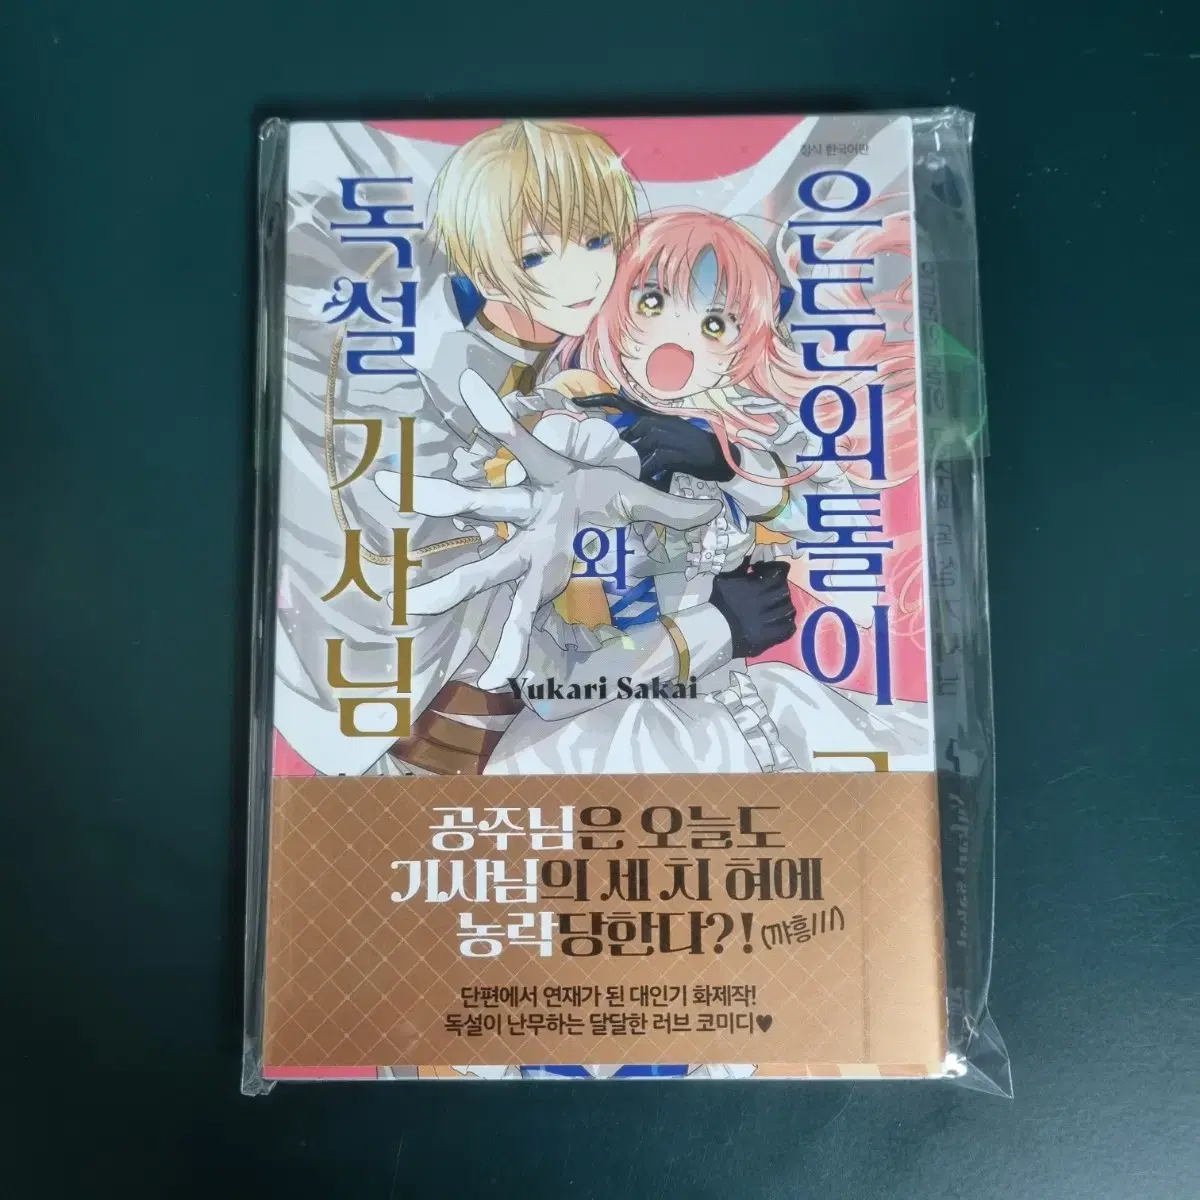 정식 한국어판
은둔외톨이
와
독설 기사님
Yukari Sakai
공주님은 오늘도
기사님의 세 치 혀에
농락당한다?! (꺄흥///)
단편에서 연재가 된 대인기 화제작!
독설이 난무하는 달달한 러브 코미디♥